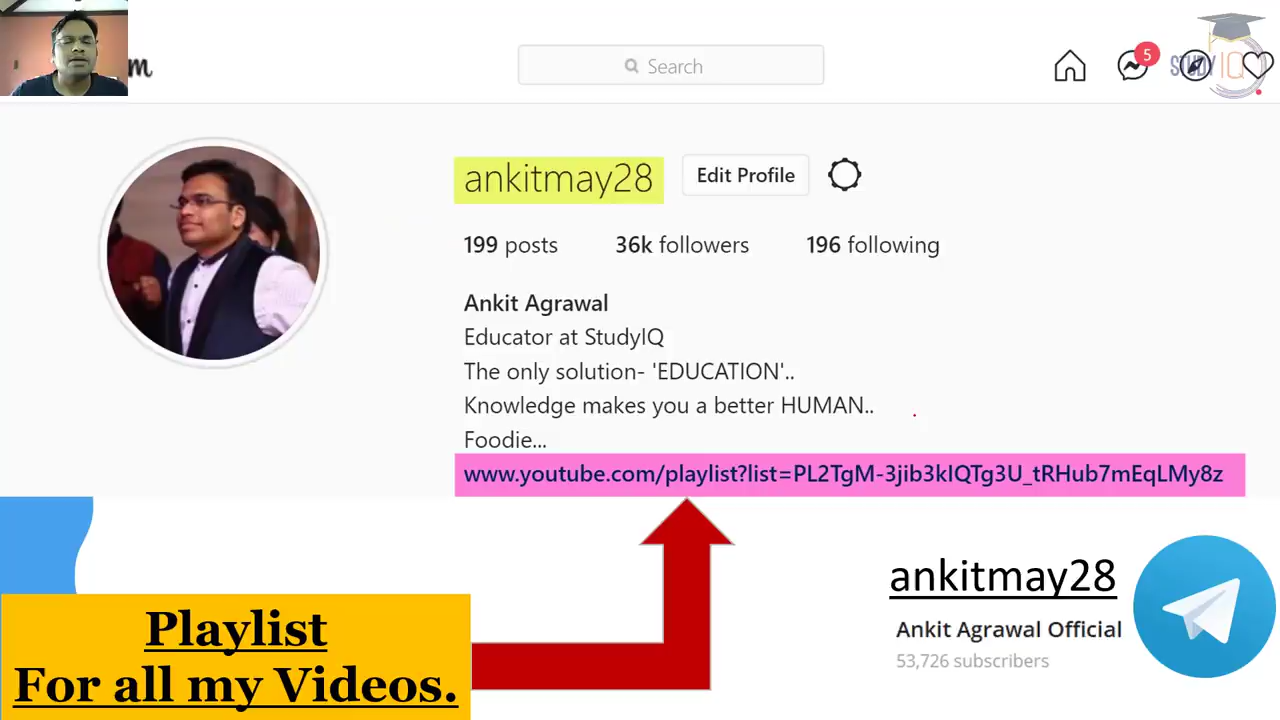 m
Search
5
STUDY IQ
ankitmay28
Edit Profile
199 posts 36k followers 196 following
Ankit Agrawal
Educator at StudyIQ
The only solution- 'EDUCATION'..
Knowledge makes you a better HUMAN..
Foodie...
www.youtube.com/playlist?list=PL2TgM-3jib3kIQTg3U_tRHub7mEqLMy8z
Playlist
For all my Videos.
ankitmay28
Ankit Agrawal Official
53,726 subscribers